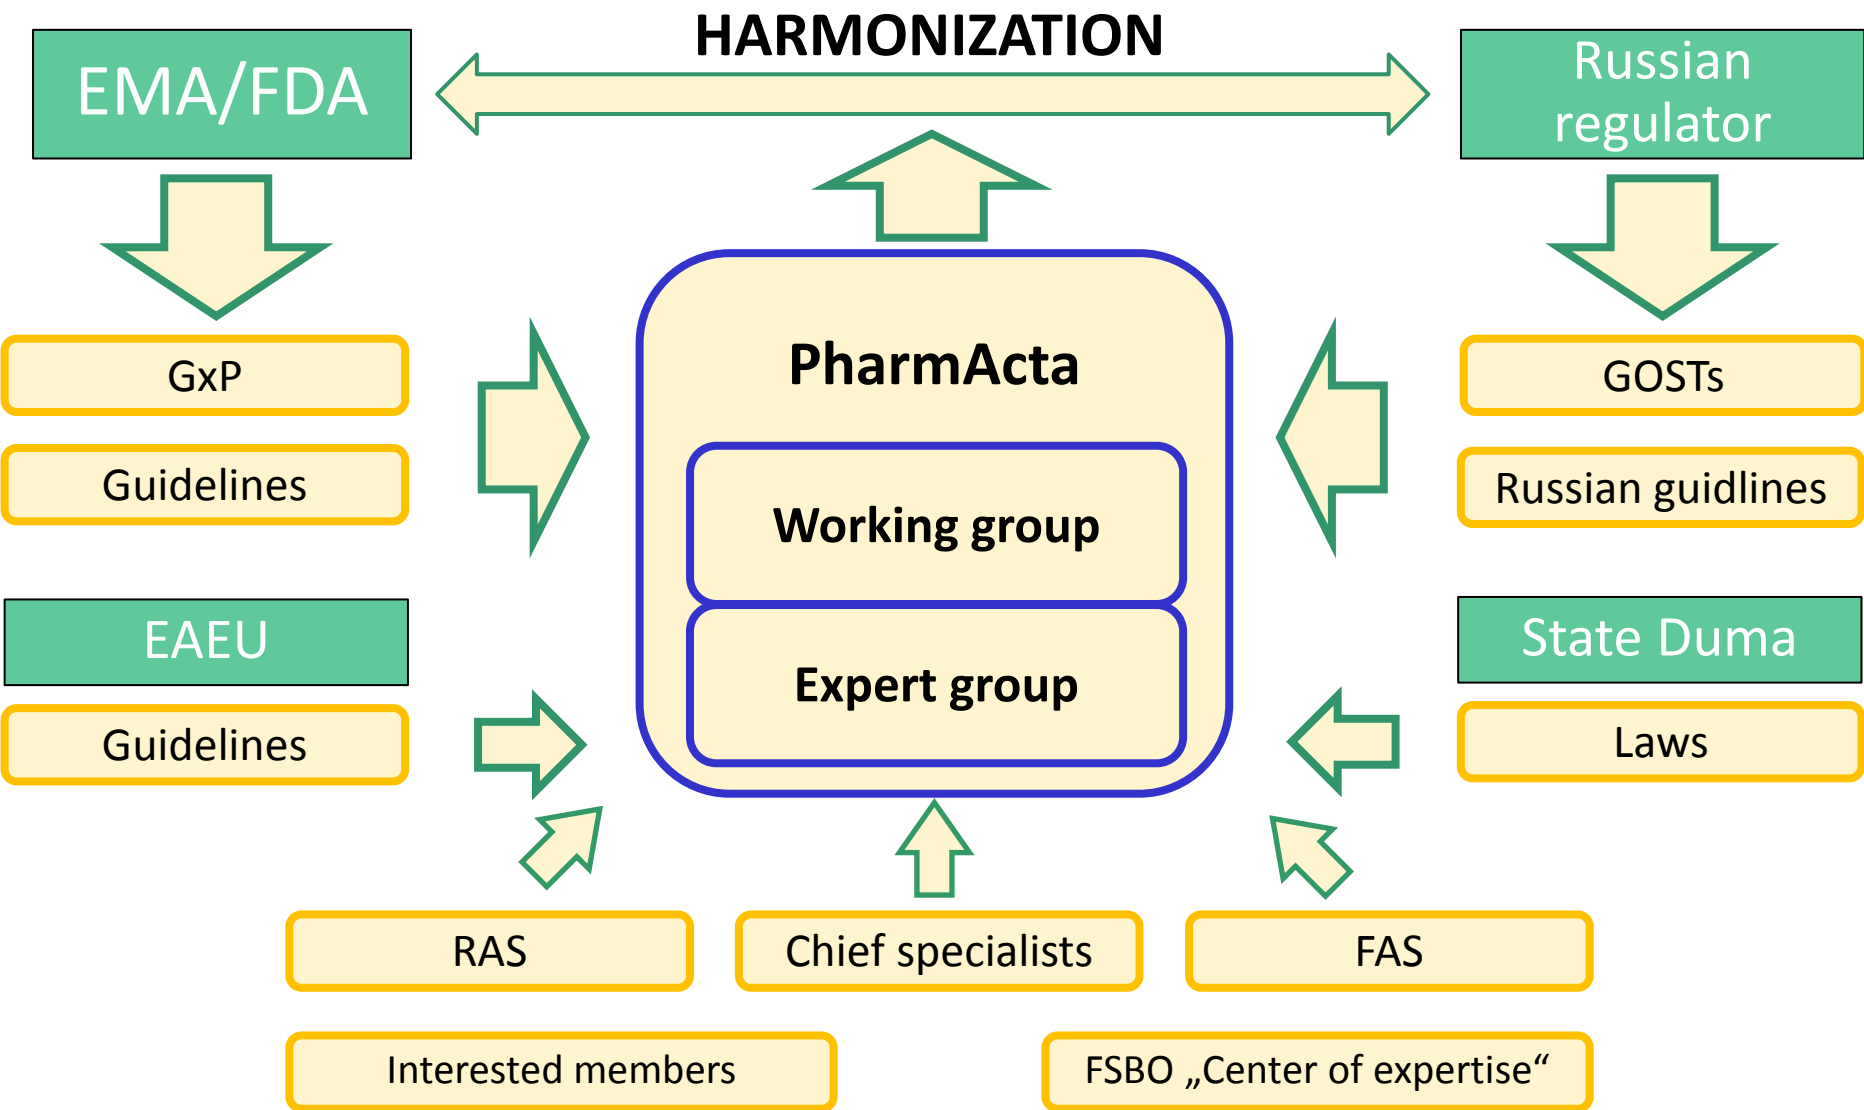 HARMONIZATION
EMA/FDA
Russian
regulator
GxP
Guidelines
PharmActa
Working group
Expert group
GOSTs
Russian guidlines
EAEU
Guidelines
State Duma
Laws
RAS
Chief specialists
FAS
Interested members
FSBO „Center of expertise“